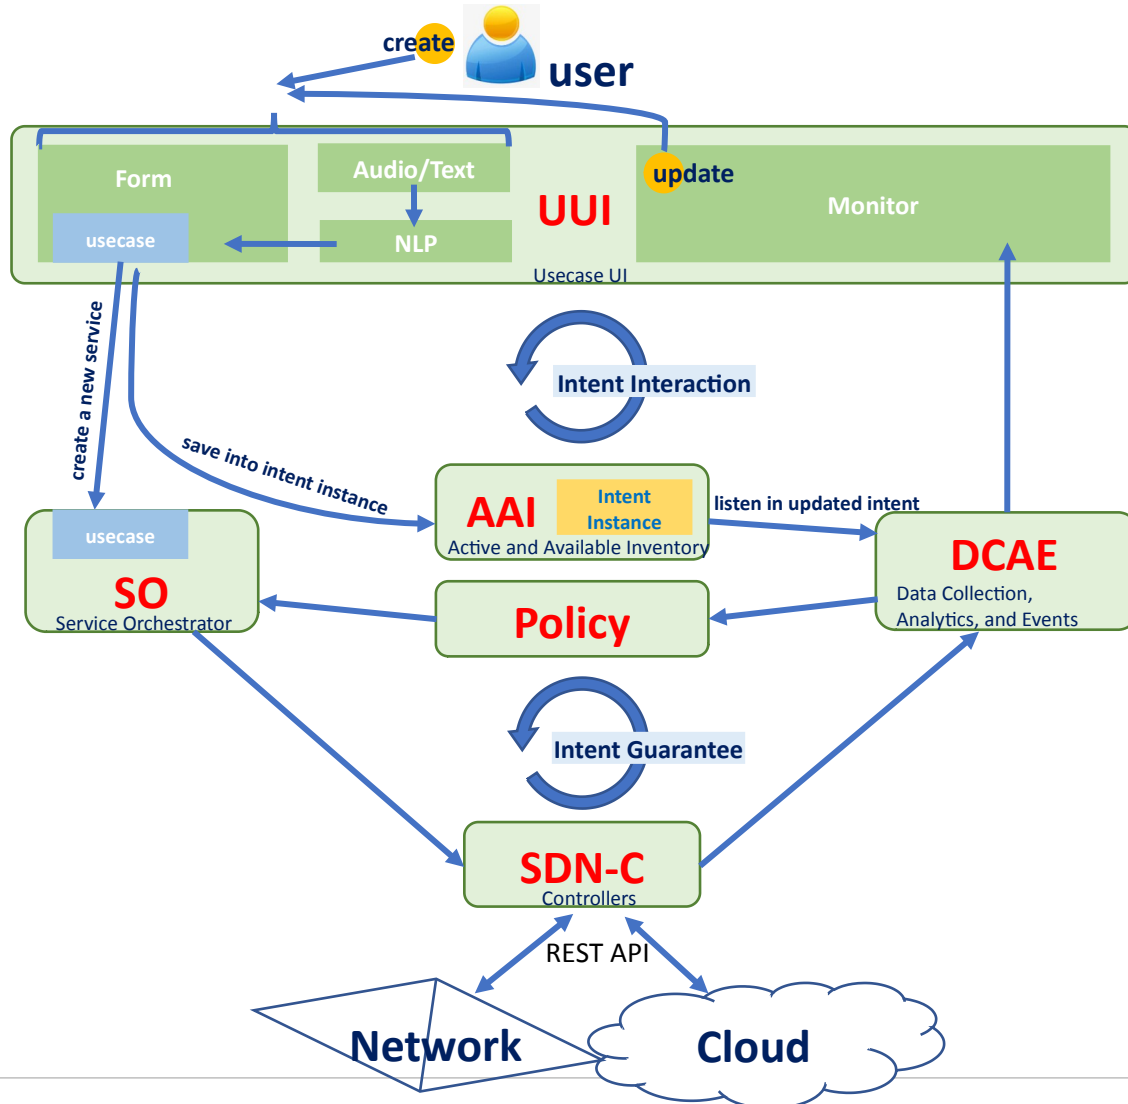 create
user
Form
Audio/Text
update
UUI
Monitor
usecase
NLP
Usecase UI
create a new service
Intent Interaction
save into intent instance
AAI
Intent
Instance
listen in updated intent
Active and Available Inventory
usecase
SO
Service Orchestrator
DCAE
Data Collection,
Analytics, and Events
Policy
Intent Guarantee
SDN-C
Controllers
REST API
Network
Cloud